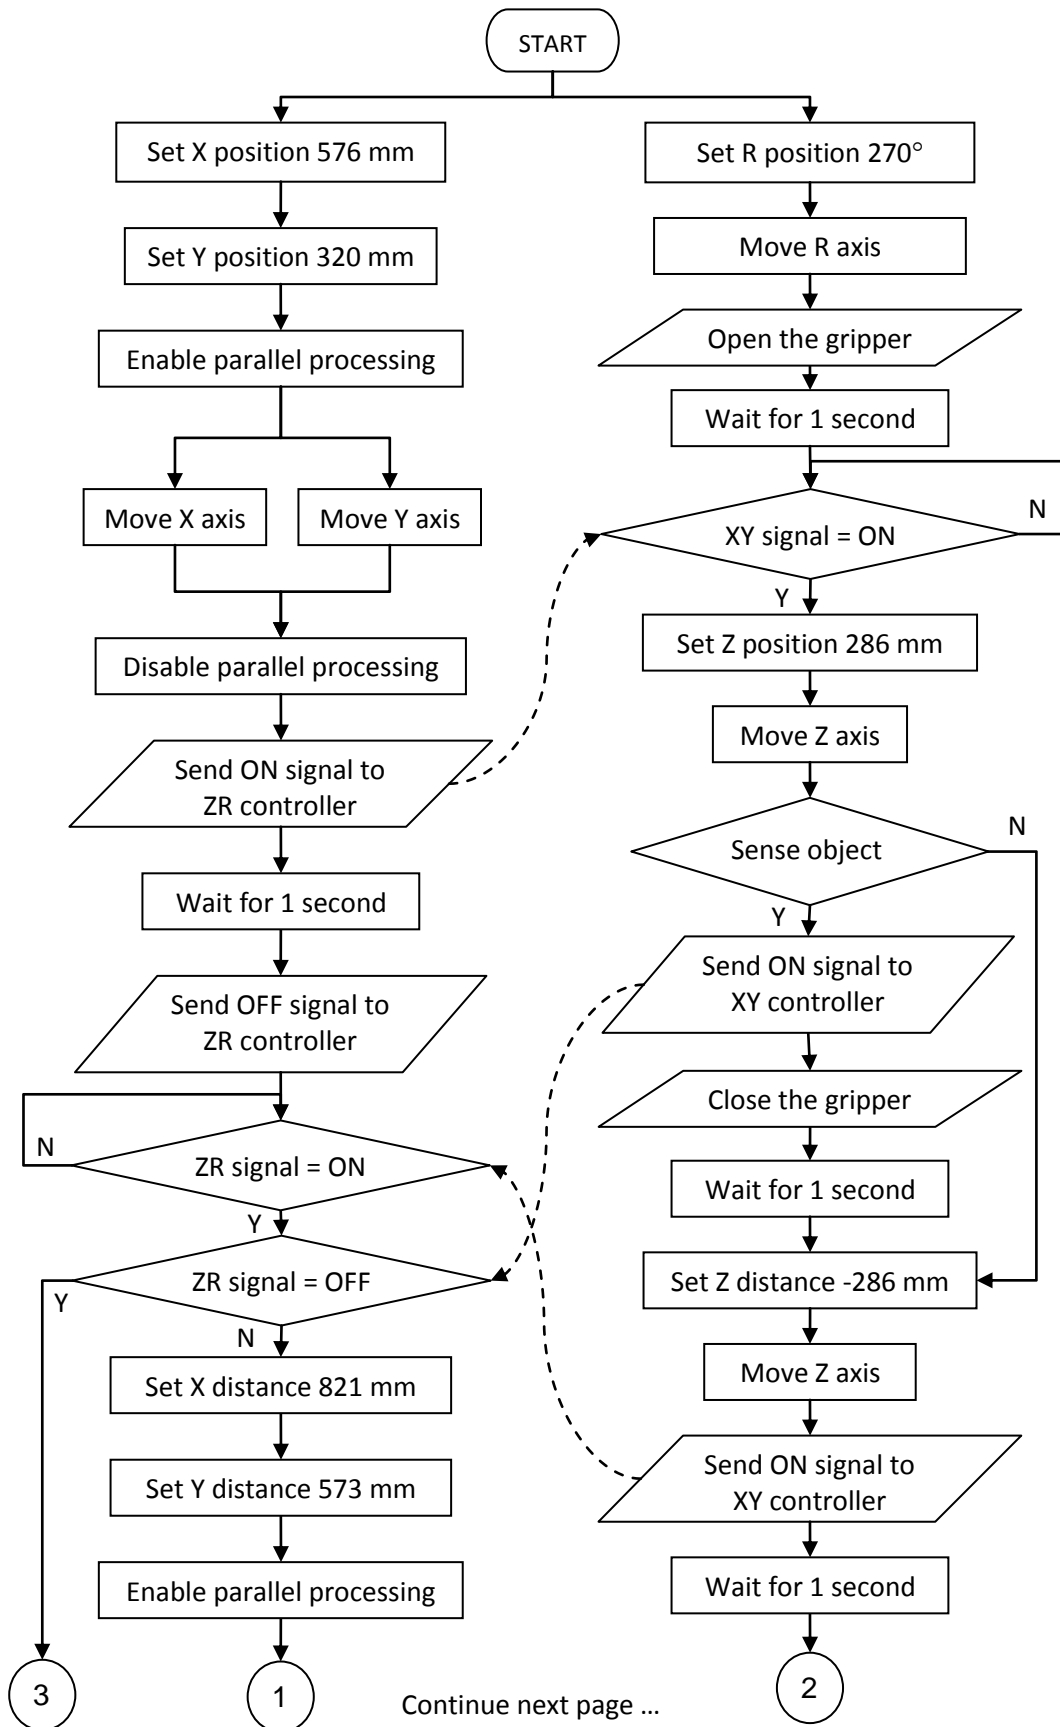 START
Set X position 576 mm
Set Y position 320 mm
Enable parallel processing
Move X axis
Move Y axis
Disable parallel processing
Send ON signal to
ZR controller
Wait for 1 second
Send OFF signal to
ZR controller
ZR signal = ON
N
Y
ZR signal = OFF
Y
N
Set X distance 821 mm
Set Y distance 573 mm
Enable parallel processing
3
1
Set R position 270°
Move R axis
Open the gripper
Wait for 1 second
XY signal = ON
N
Y
Set Z position 286 mm
Move Z axis
Sense object
N
Y
Send ON signal to
XY controller
Close the gripper
Wait for 1 second
Set Z distance -286 mm
Move Z axis
Send ON signal to
XY controller
Wait for 1 second
2
Continue next page ...